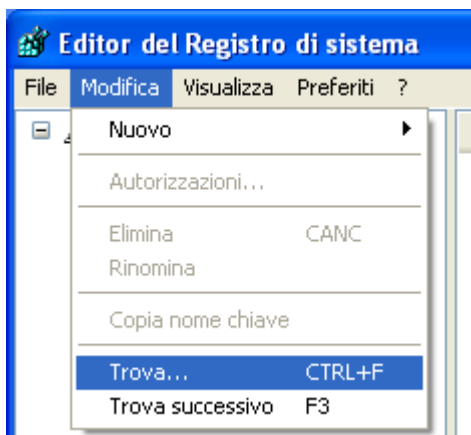 Editor del Registro di sistema
File Modifica Visualizza Preferiti ?
Nuovo
Autorizzazioni...
Elimina CANC
Rinomina
Copia nome chiave
Trova... CTRL+F
Trova successivo F3